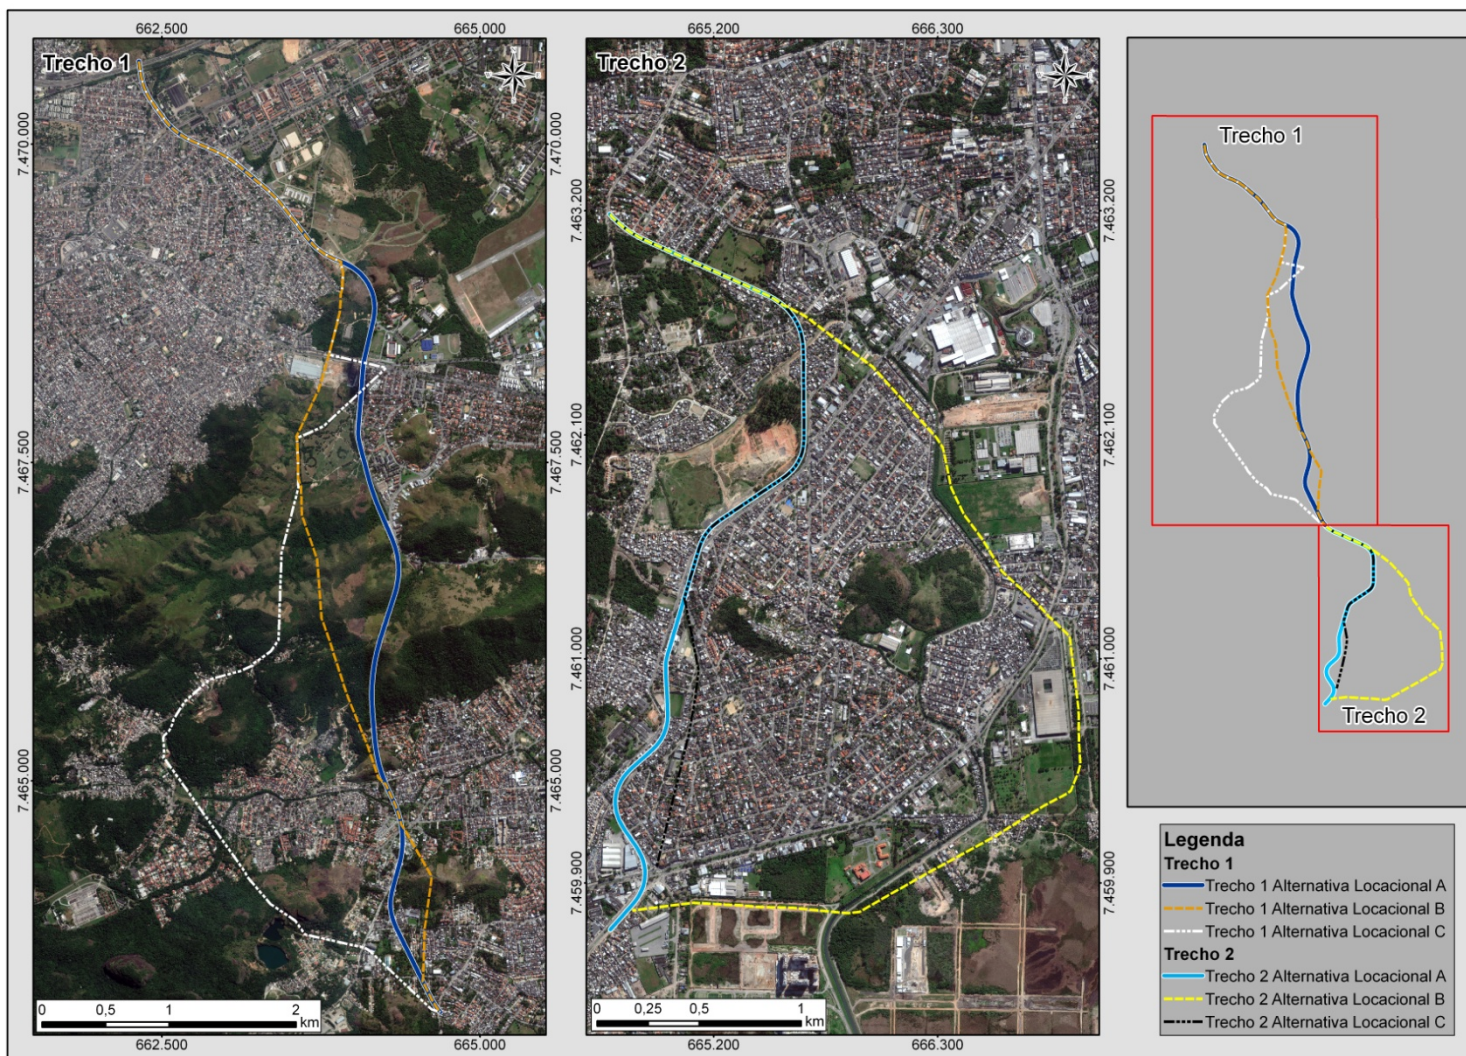 662.500
665.000
665.200
666.300
Trecho 1
Trecho 2
7.470.000
7.470.000
7.463.200
7.463.200
7.467.500
7.467.500
7.462.100
7.462.100
7.465.000
7.465.000
7.461.000
7.461.000
7.459.900
7.459.900
0
0,5
1
2
km
0
0,25
0,5
1
km
662.500
665.000
665.200
666.300
Trecho 1
Trecho 2
Legenda
Trecho 1
Trecho 1 Alternativa Locacional A
Trecho 1 Alternativa Locacional B
Trecho 1 Alternativa Locacional C
Trecho 2
Trecho 2 Alternativa Locacional A
Trecho 2 Alternativa Locacional B
Trecho 2 Alternativa Locacional C